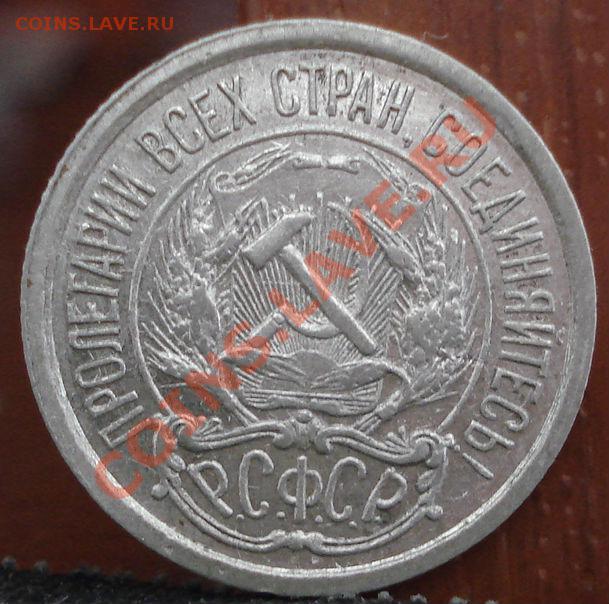 COINS.LAVE.RU
ПРОЛЕТАРИИ ВСЕХ СТРАН, СОЕДИНЯЙТЕСЬ!
Р.С.Ф.С.Р.
COINS.LAVE.RU